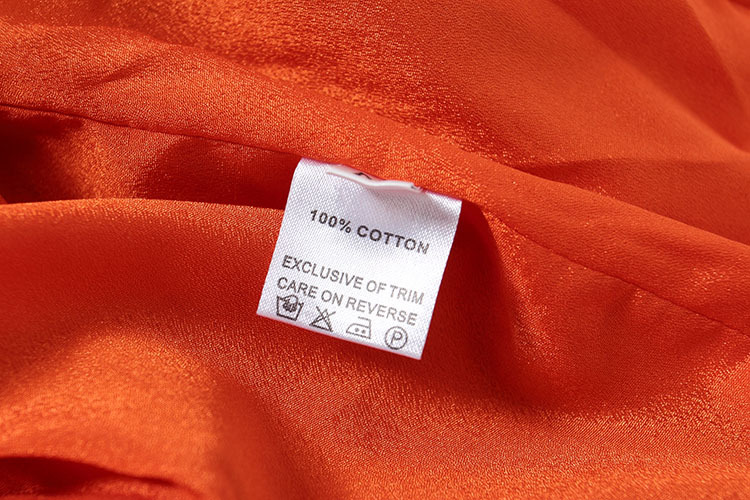 100% COTTON
EXCLUSIVE OF TRIM
CARE ON REVERSE
P